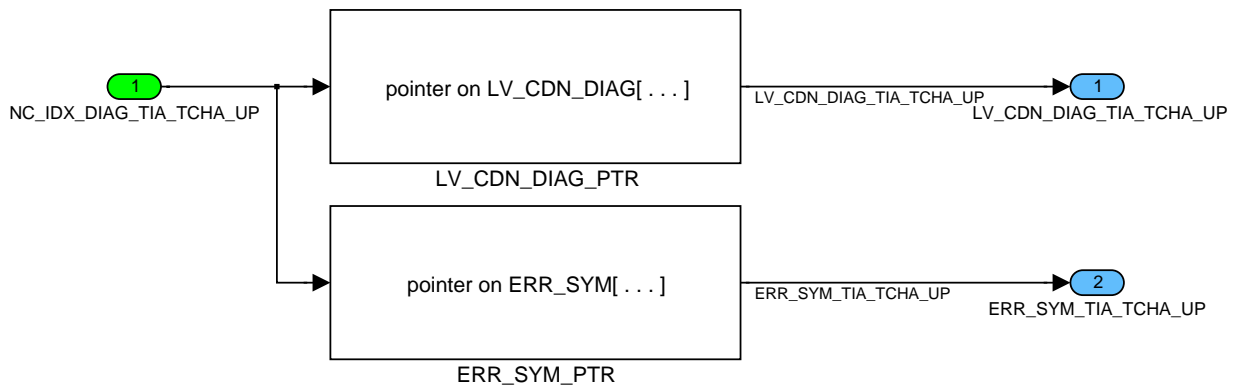 1
NC_IDX_DIAG_TIA_TCHA_UP
pointer on LV_CDN_DIAG[ . . . ]
LV_CDN_DIAG_PTR
LV_CDN_DIAG_TIA_TCHA_UP
1
LV_CDN_DIAG_TIA_TCHA_UP
pointer on ERR_SYM[ . . . ]
ERR_SYM_PTR
ERR_SYM_TIA_TCHA_UP
2
ERR_SYM_TIA_TCHA_UP